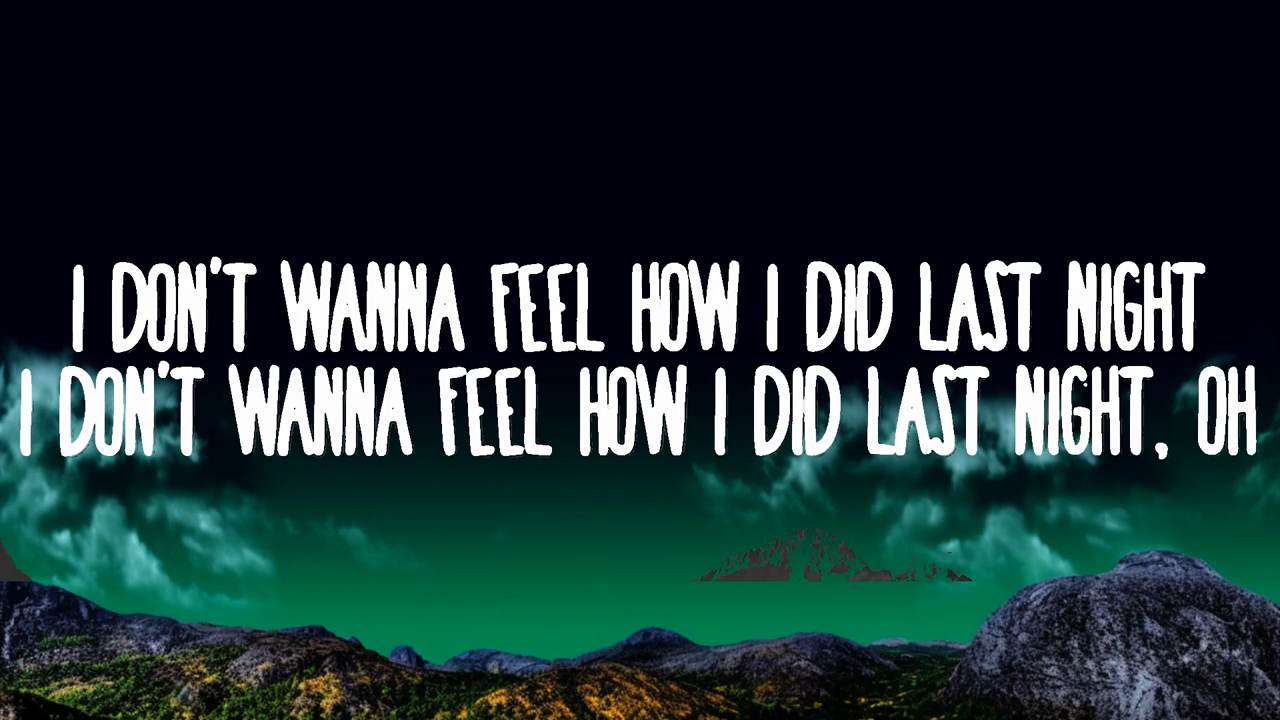 I DON'T WANNA FEEL HOW I DID LAST NIGHT
I DON'T WANNA FEEL HOW I DID LAST NIGHT, OH